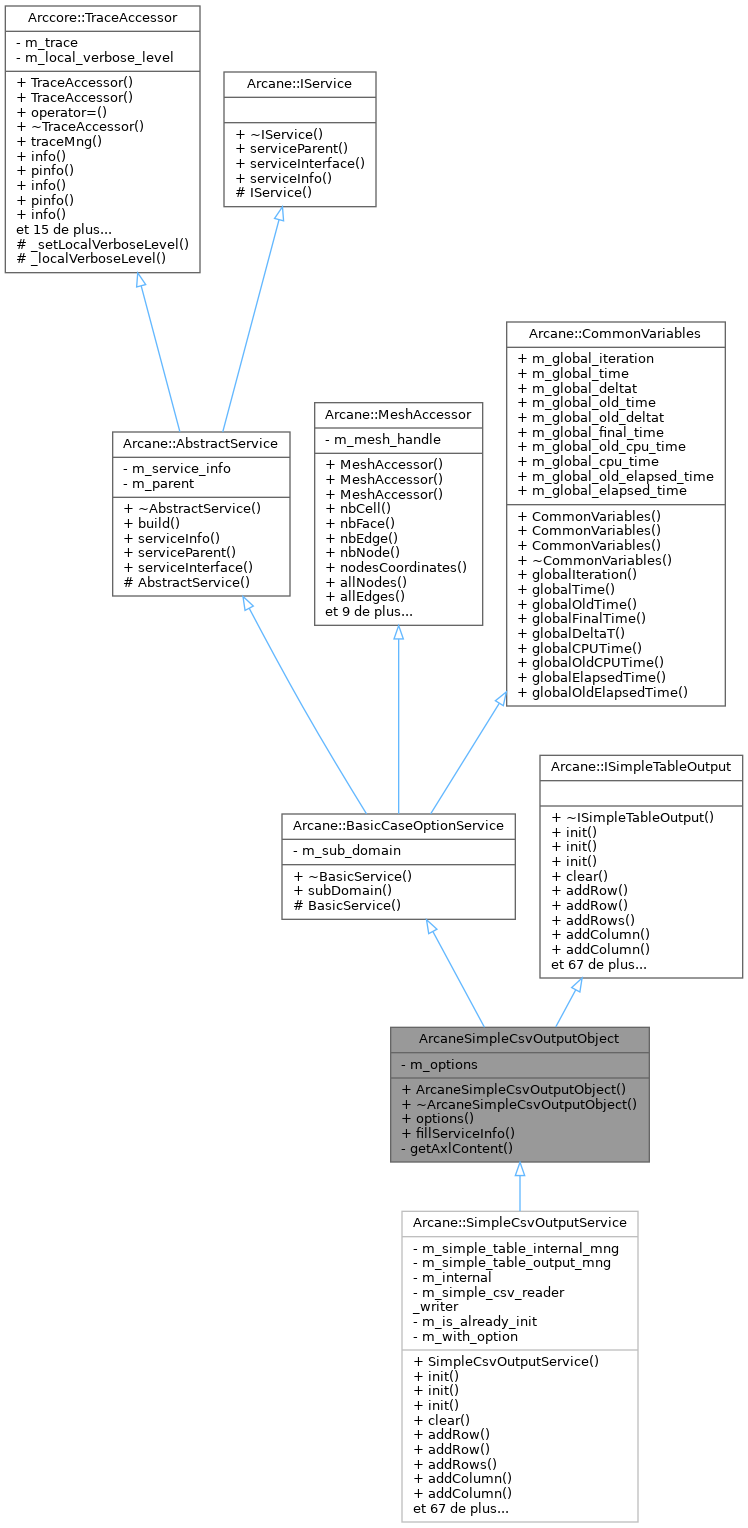 Arccore::TraceAccessor
- m_trace
- m_local_verbose_level
+ TraceAccessor()
+ TraceAccessor()
+ operator=()
+ ~TraceAccessor()
+ traceMng()
+ info()
+ pinfo()
+ info()
+ pinfo()
+ info()
et 15 de plus...
# _setLocalVerboseLevel()
# _localVerboseLevel()
Arcane::IService
+ ~IService()
+ serviceParent()
+ serviceInterface()
+ serviceInfo()
# IService()
Arcane::AbstractService
- m_service_info
- m_parent
+ ~AbstractService()
+ build()
+ serviceInfo()
+ serviceParent()
+ serviceInterface()
# AbstractService()
Arcane::MeshAccessor
- m_mesh_handle
+ MeshAccessor()
+ MeshAccessor()
+ MeshAccessor()
+ nbCell()
+ nbFace()
+ nbEdge()
+ nbNode()
+ nodesCoordinates()
+ allNodes()
+ allEdges()
et 9 de plus...
Arcane::CommonVariables
+ m_global_iteration
+ m_global_time
+ m_global_deltat
+ m_global_old_time
+ m_global_old_deltat
+ m_global_final_time
+ m_global_old_cpu_time
+ m_global_cpu_time
+ m_global_old_elapsed_time
+ m_global_elapsed_time
+ CommonVariables()
+ CommonVariables()
+ CommonVariables()
+ ~CommonVariables()
+ globalIteration()
+ globalTime()
+ globalOldTime()
+ globalFinalTime()
+ globalDeltaT()
+ globalCPUTime()
+ globalOldCPUTime()
+ globalElapsedTime()
+ globalOldElapsedTime()
Arcane::BasicCaseOptionService
- m_sub_domain
+ ~BasicService()
+ subDomain()
# BasicService()
Arcane::ISimpleTableOutput
+ ~ISimpleTableOutput()
+ init()
+ init()
+ init()
+ clear()
+ addRow()
+ addRow()
+ addRows()
+ addColumn()
+ addColumn()
et 67 de plus...
ArcaneSimpleCsvOutputObject
- m_options
+ ArcaneSimpleCsvOutputObject()
+ ~ArcaneSimpleCsvOutputObject()
+ options()
+ fillServiceInfo()
- getAxlContent()
Arcane::SimpleCsvOutputService
- m_simple_table_internal_mng
- m_simple_table_output_mng
- m_internal
- m_simple_csv_reader
_writer
- m_is_already_init
- m_with_option
+ SimpleCsvOutputService()
+ init()
+ init()
+ init()
+ clear()
+ addRow()
+ addRow()
+ addRows()
+ addColumn()
+ addColumn()
et 67 de plus...